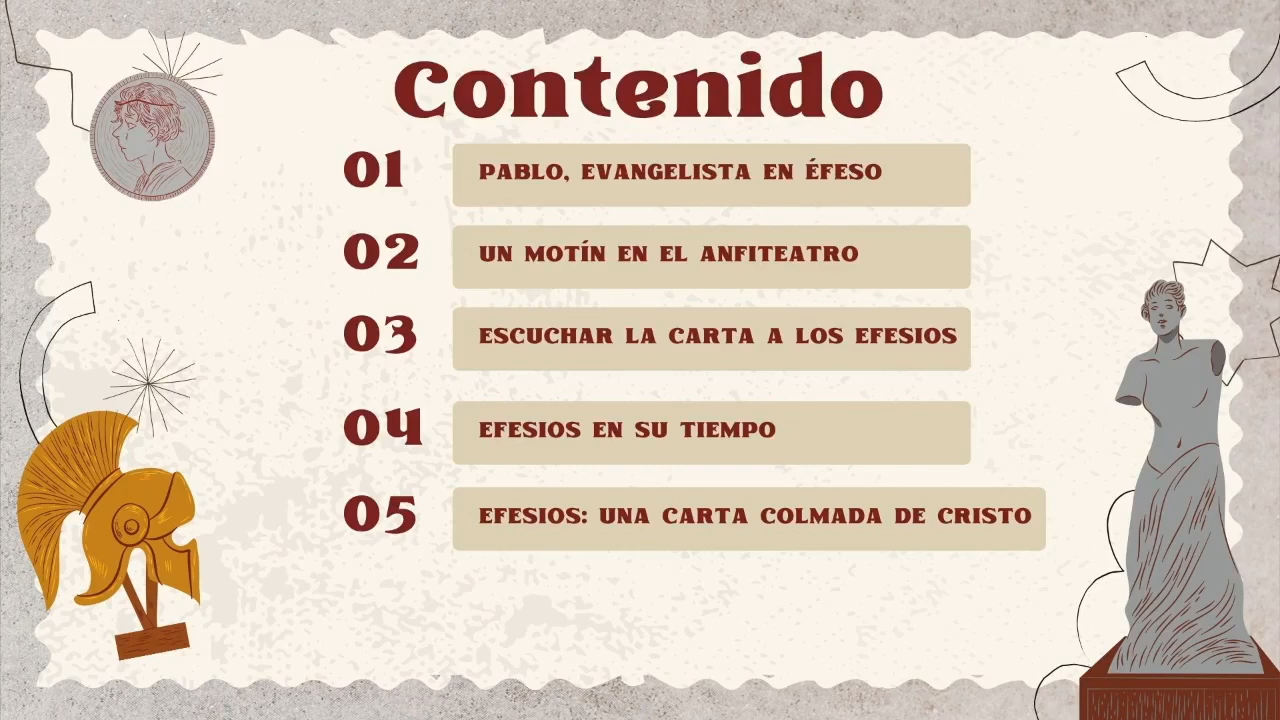 Contenido
01 PABLO, EVANGELISTA EN ÉFESO
02 UN MOTÍN EN EL ANFITEATRO
03 ESCUCHAR LA CARTA A LOS EFESIOS
04 EFESIOS EN SU TIEMPO
05 EFESIOS: UNA CARTA COLMADA DE CRISTO